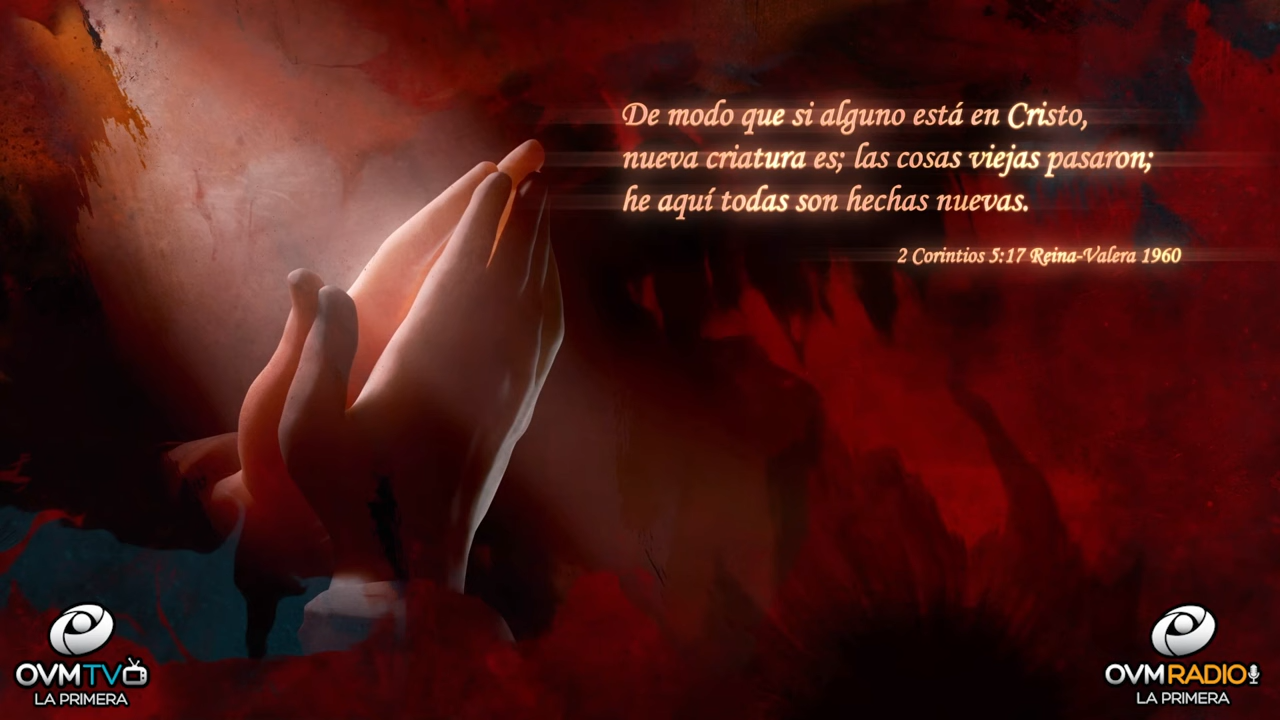 De modo que si alguno está en Cristo,
nueva criatura es; las cosas viejas pasaron;
he aquí todas son hechas nuevas.
2 Corintios 5:17 Reina-Valera 1960
OVMTV
LA PRIMERA
OVMRADIO
LA PRIMERA